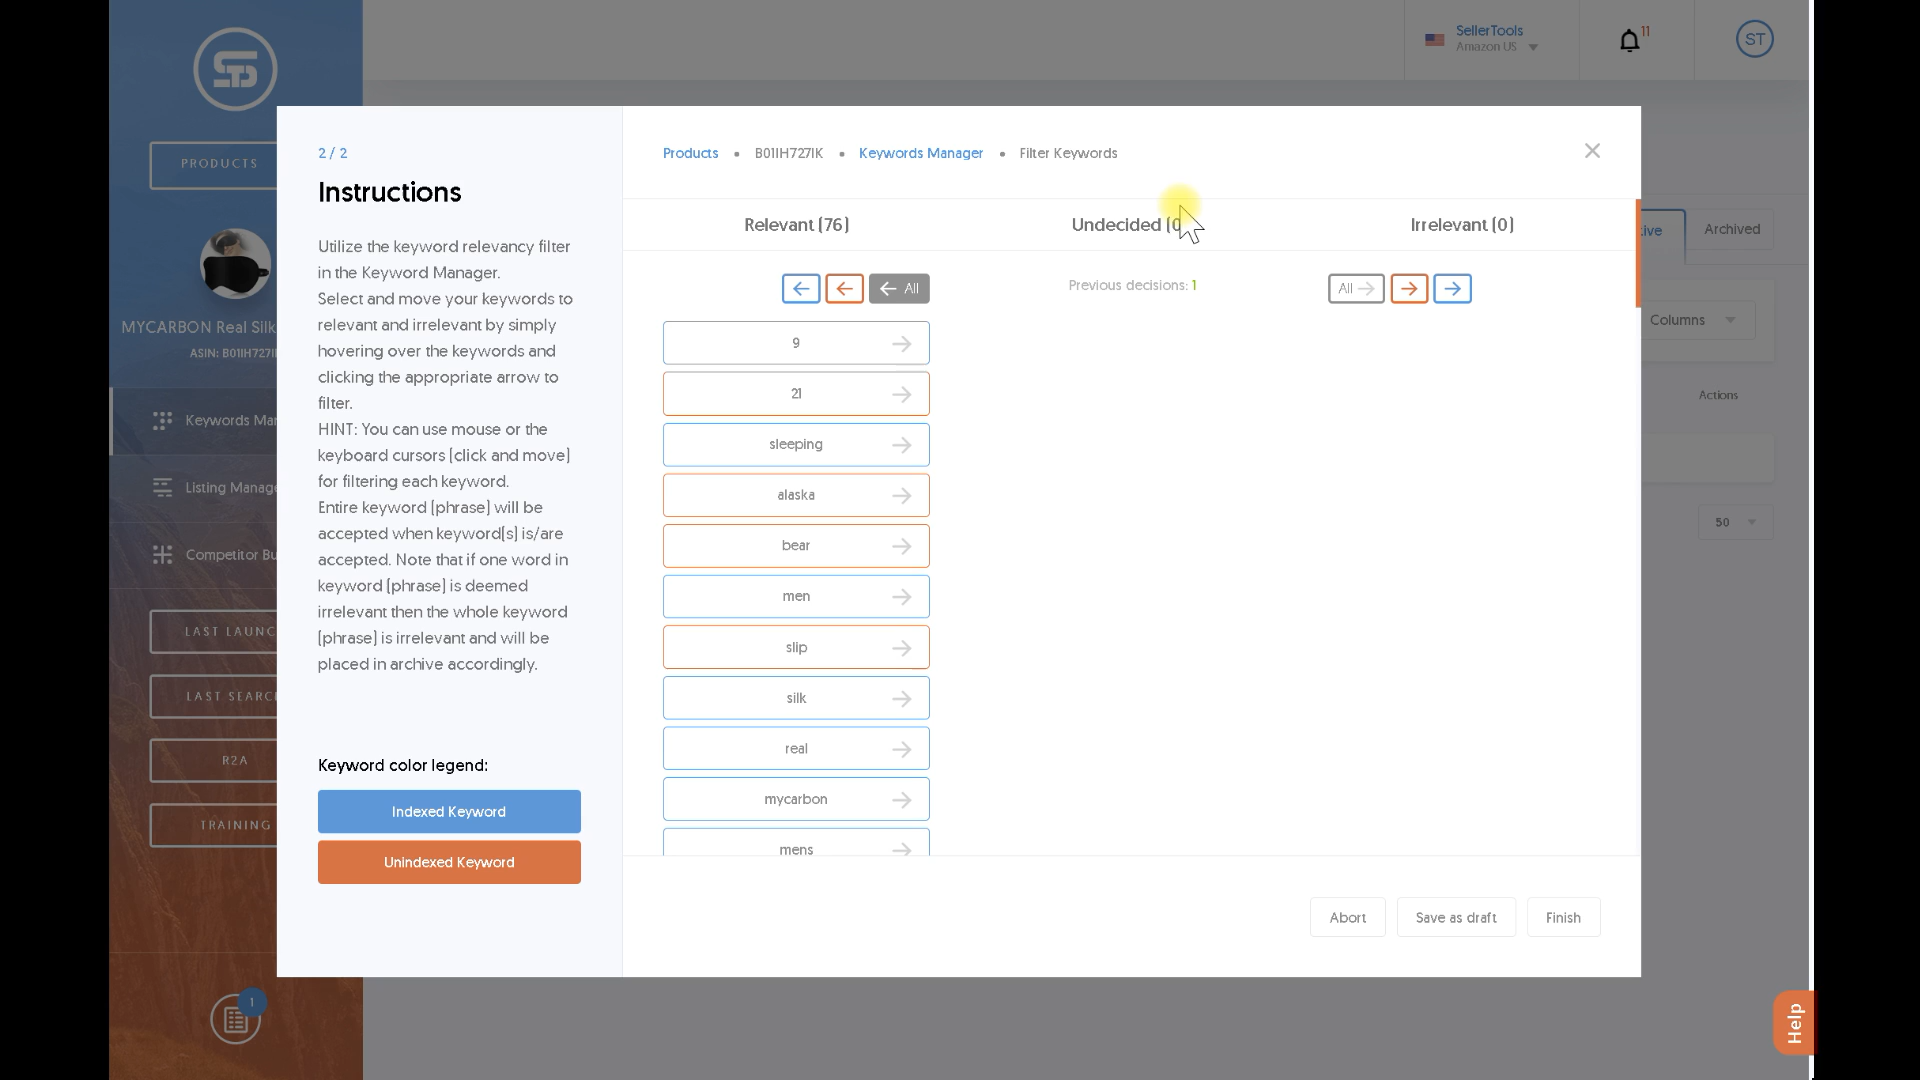 SellerTools
Amazon US
11
ST
PRODUCTS
MYCARBON Real Silk
ASIN: B01IH727I
Keywords Ma
Listing Manage
Competitor Bu
LAST LAUNC
LAST SEARC
R2A
TRAINING
1
2 / 2
Instructions
Utilize the keyword relevancy filter
in the Keyword Manager.
Select and move your keywords to
relevant and irrelevant by simply
hovering over the keywords and
clicking the appropriate arrow to
filter.
HINT: You can use mouse or the
keyboard cursors (click and move)
for filtering each keyword.
Entire keyword (phrase) will be
accepted when keyword(s) is/are
accepted. Note that if one word in
keyword (phrase) is deemed
irrelevant then the whole keyword
(phrase) is irrelevant and will be
placed in archive accordingly.
Keyword color legend:
Indexed Keyword
Unindexed Keyword
Products • B01IH727IK • Keywords Manager • Filter Keywords
Relevant (76)
Undecided (0
Irrelevant (0)
All
Previous decisions: 1
All
9
21
sleeping
alaska
bear
men
slip
silk
real
mycarbon
mens
Abort
Save as draft
Finish
ive
Archived
Columns
Actions
50
Help